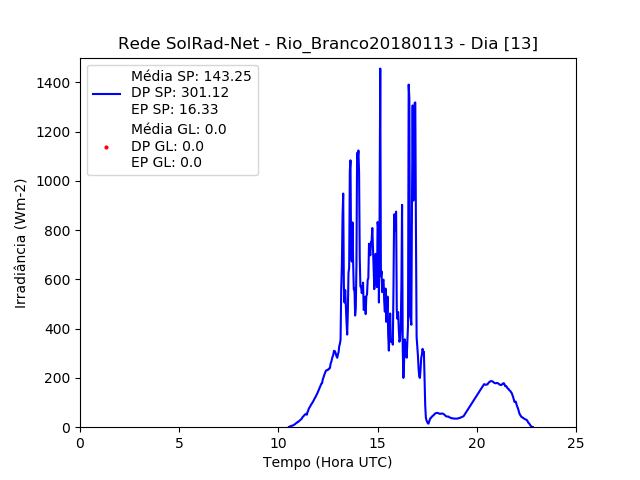 Rede SolRad-Net - Rio_Branco20180113 - Dia [13]
Média SP: 143.25
DP SP: 301.12
EP SP: 16.33
Média GL: 0.0
DP GL: 0.0
EP GL: 0.0
Irradiância (Wm-2)
1400
1200
1000
800
600
400
200
0
0 5 10 15 20 25
Tempo (Hora UTC)